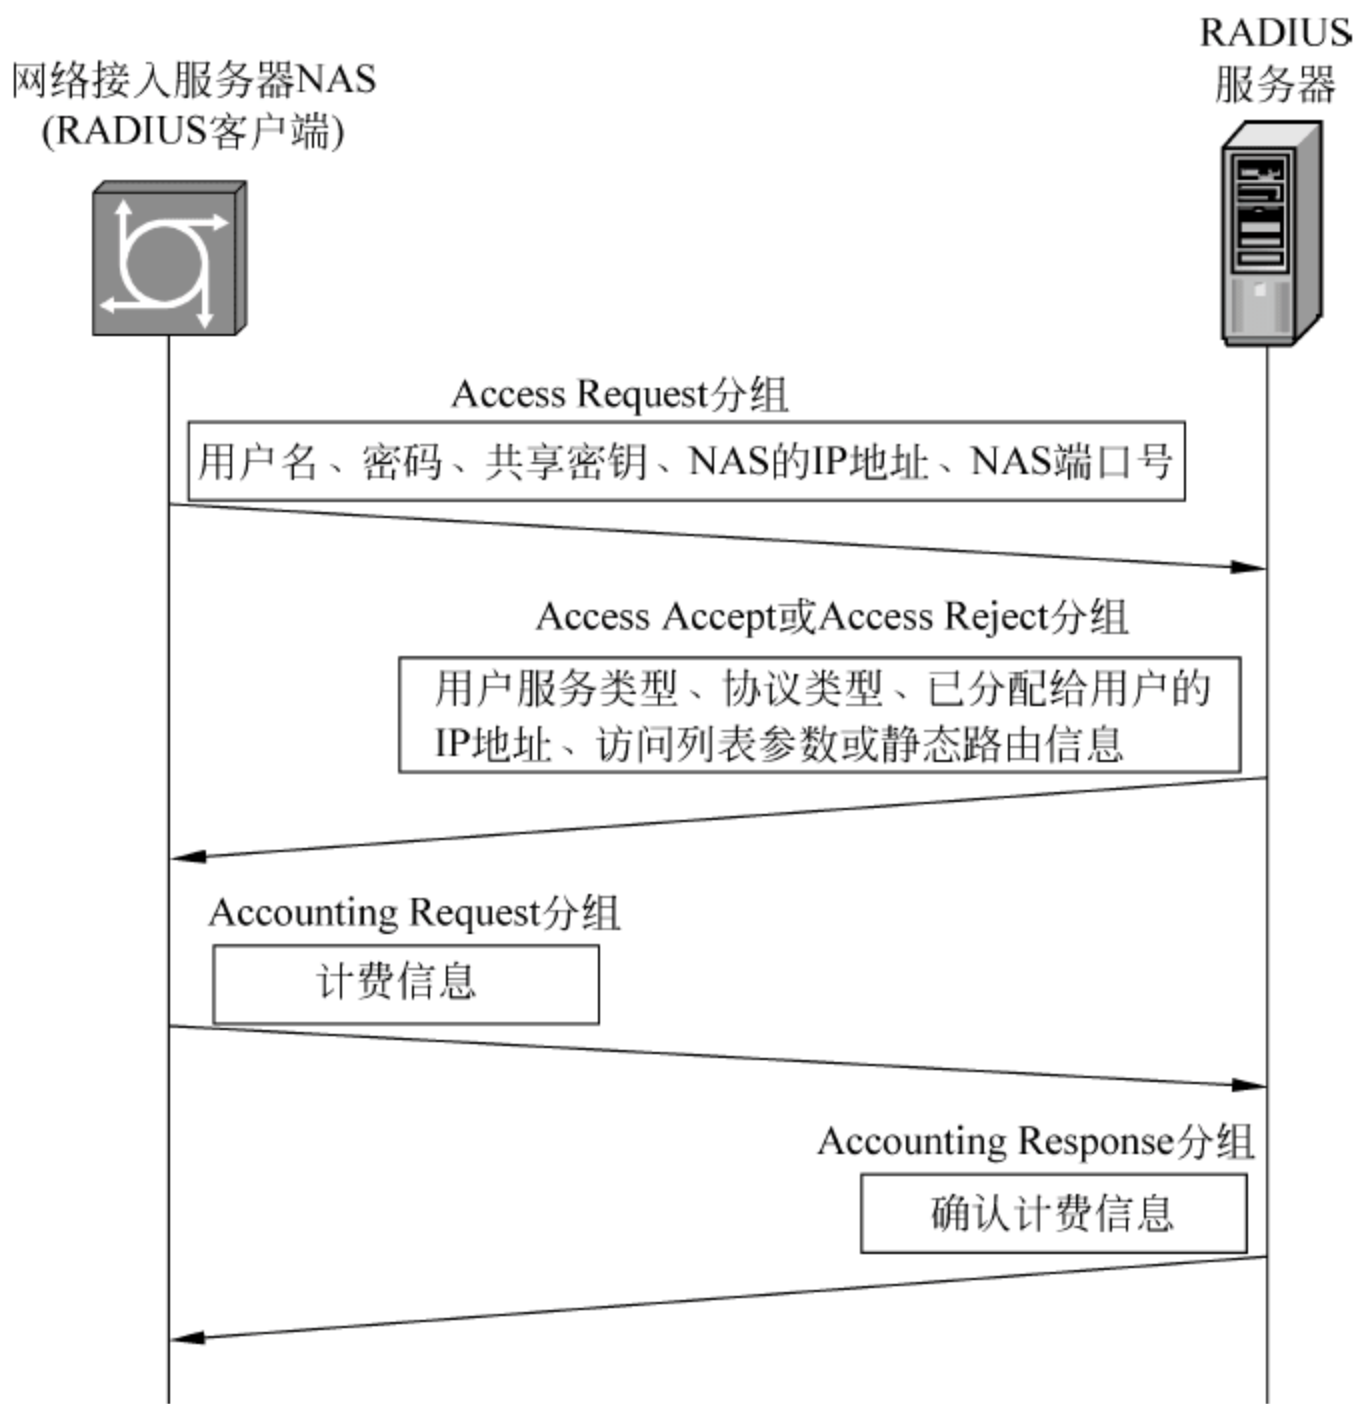 RADIUS
服务器
网络接入服务器NAS
(RADIUS客户端)
Access Request分组
用户名、密码、共享密钥、NAS的IP地址、NAS端口号
Access Accept或Access Reject分组
用户服务类型、协议类型、已分配给用户的
IP地址、访问列表参数或静态路由信息
Accounting Request分组
计费信息
Accounting Response分组
确认计费信息